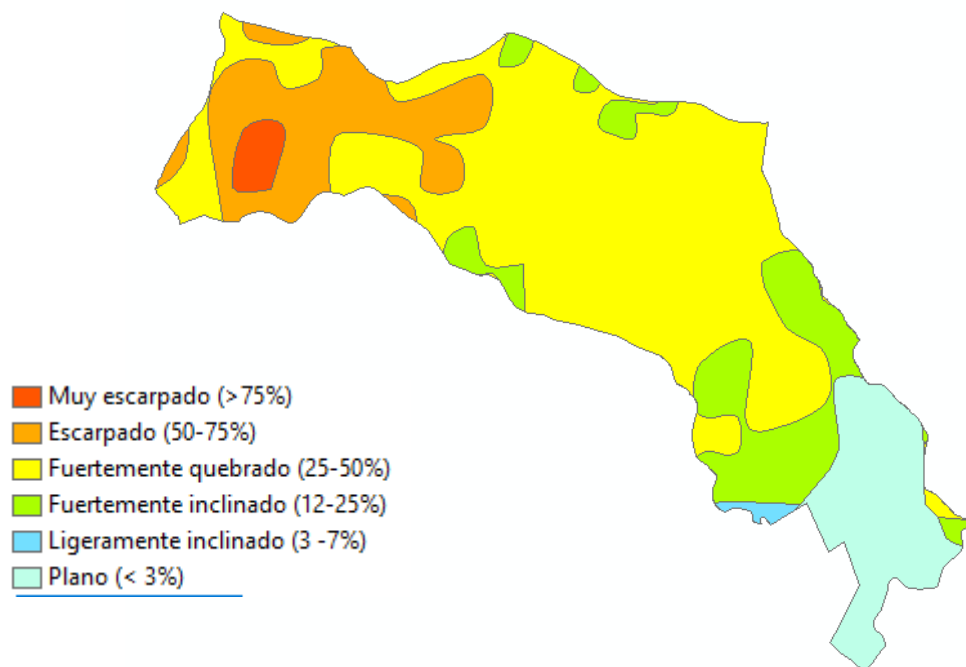 Muy escarpado (>75%)
Escarpado (50-75%)
Fuertemente quebrado (25-50%)
Fuertemente inclinado (12-25%)
Ligeramente inclinado (3 -7%)
Plano (< 3%)